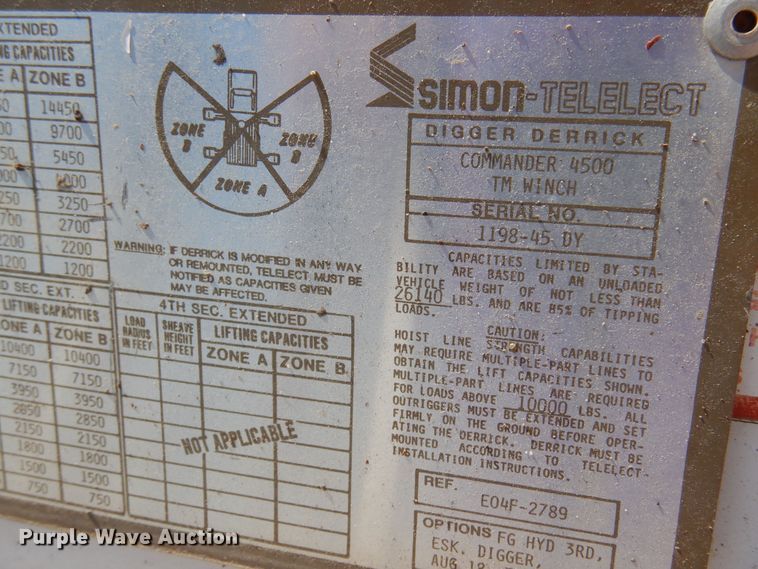 EXTENDED
LIFTING CAPACITIES
ZONE A ZONE B
14450
9700
5450
4000
3250
2700
2200
1200
SEC. EXT.
LIFTING CAPACITIES
ZONE A ZONE B
10400 10400
7150 7150
3950 3950
2850 2850
2150 2150
1800 1800
1500 1500
750 750
ZONE B
ZONE B
ZONE A
WARNING: IF DERRICK IS MODIFIED IN ANY WAY
OR REMOUNTED, TELELECT MUST BE
NOTIFIED AS CAPACITIES GIVEN
MAY BE AFFECTED.
4TH SEC. EXTENDED
LOAD RADIUS IN FEET
SHEAVE HEIGHT IN FEET
LIFTING CAPACITIES
ZONE A ZONE B
NOT APPLICABLE
SIMON-TELELECT
DIGGER DERRICK
COMMANDER 4500
TM WINCH
SERIAL NO.
1198-45 DY
CAPACITIES LIMITED BY STA-
BILITY ARE BASED ON AN UNLOADED
VEHICLE WEIGHT OF NOT LESS THAN
26140 LBS. AND ARE 85% OF TIPPING
LOADS.
CAUTION:
HOIST LINE STRENGTH CAPABILITIES
MAY REQUIRE MULTIPLE-PART LINES TO
OBTAIN THE LIFT CAPACITIES SHOWN.
MULTIPLE-PART LINES ARE REQUIRED
FOR LOADS ABOVE 10000 LBS. ALL
OUTRIGGERS MUST BE EXTENDED AND SET
FIRMLY ON THE GROUND BEFORE OPER-
ATING THE DERRICK. DERRICK MUST BE
MOUNTED ACCORDING TO TELELECT-
INSTALLATION INSTRUCTIONS.
REF.
E04F-2789
OPTIONS FG HYD 3RD,
ESK. DIGGER,
Purple Wave Auction